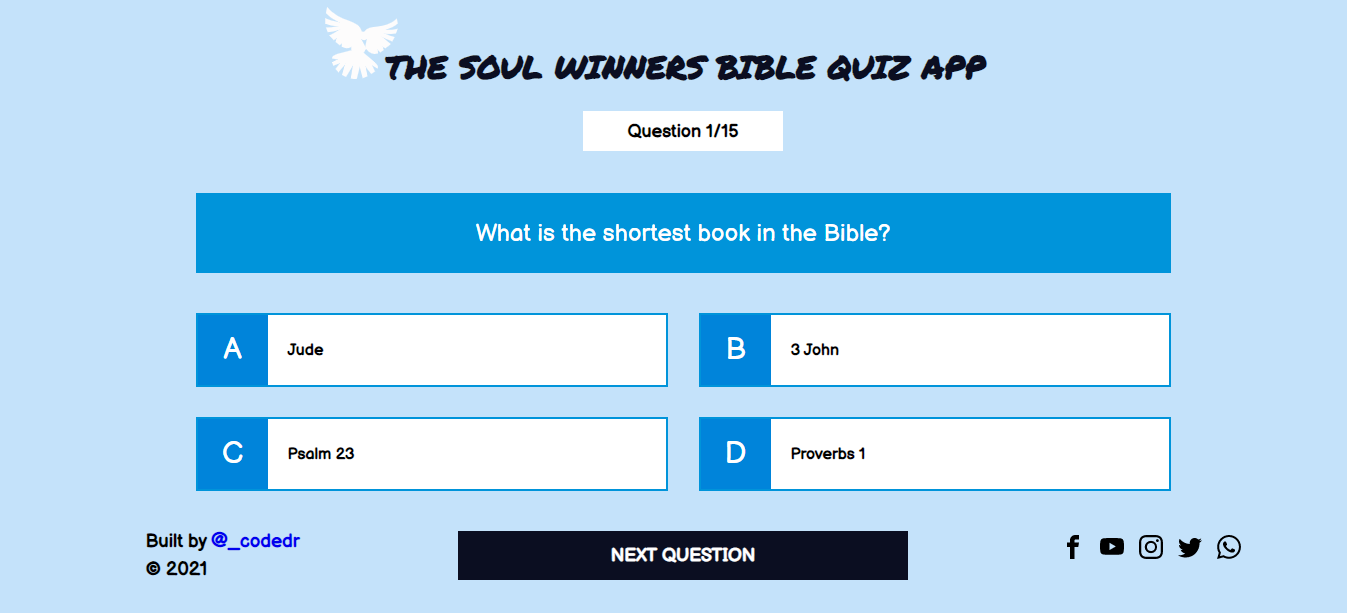 THE SOUL WINNERS BIBLE QUIZ APP
Question 1/15
What is the shortest book in the Bible?
A Jude
B 3 John
C Psalm 23
D Proverbs 1
Built by @_codedr
© 2021
NEXT QUESTION